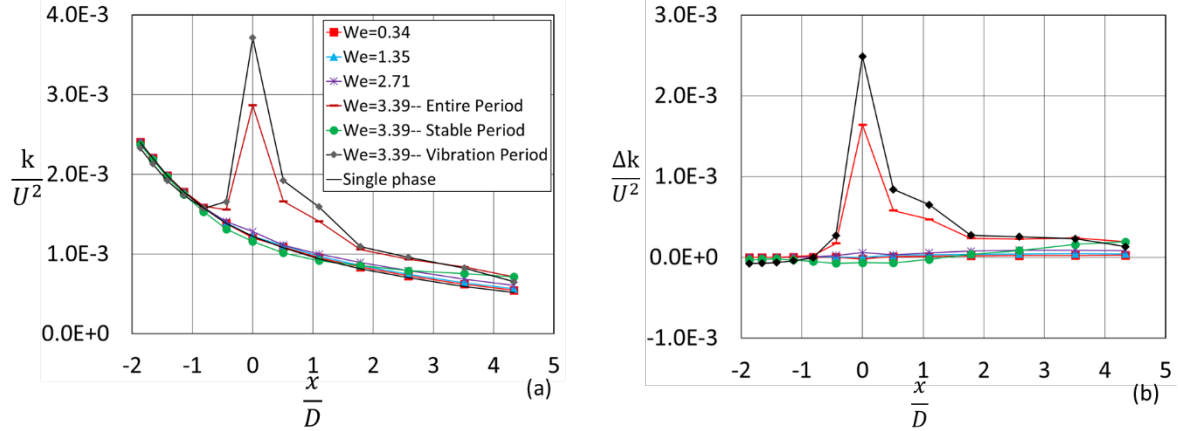 4.0E-3
3.0E-3
2.0E-3
1.0E-3
0.0E+0
k
U²
We=0.34
We=1.35
We=2.71
We=3.39-- Entire Period
We=3.39-- Stable Period
We=3.39-- Vibration Period
Single phase
-2 -1 0 1 2 3 4 5
x
D
(a)
3.0E-3
2.0E-3
1.0E-3
0.0E+0
-1.0E-3
Δk
U²
-2 -1 0 1 2 3 4 5
x
D
(b)